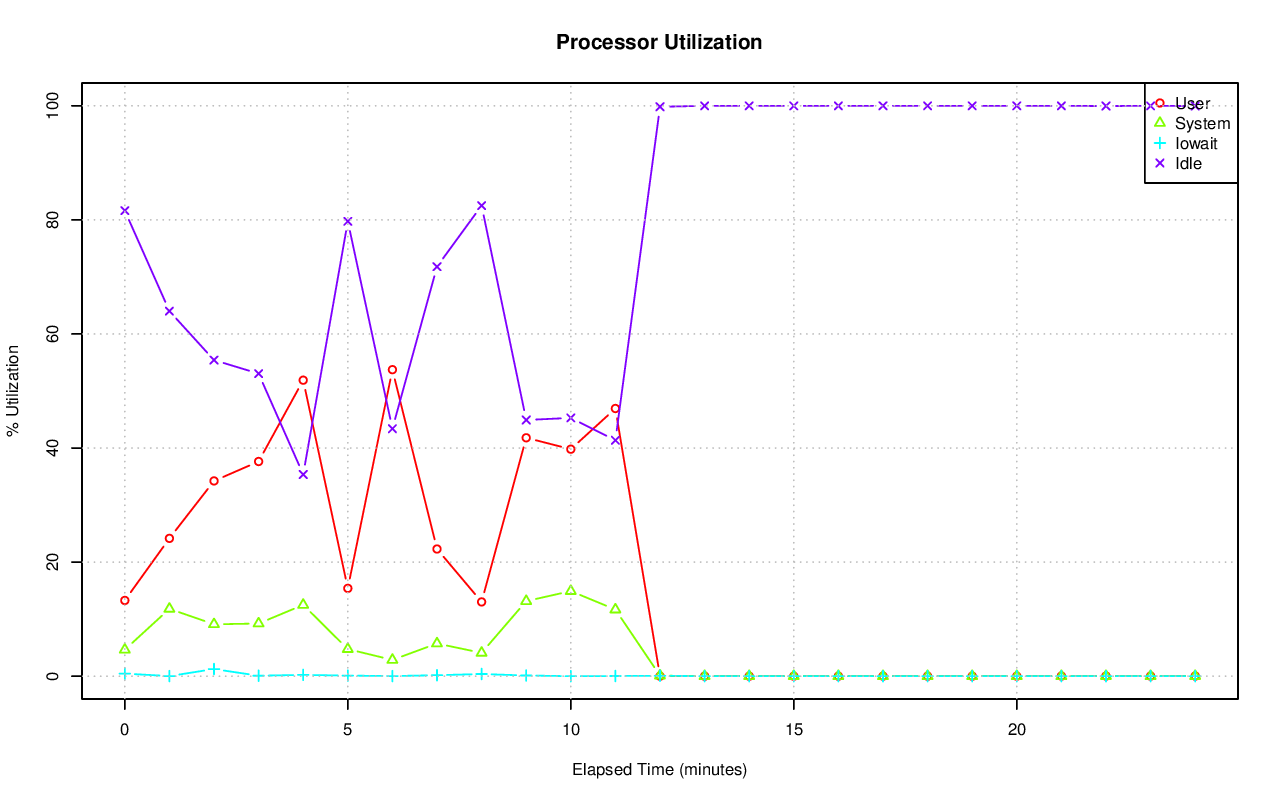 Processor Utilization
% Utilization
100
80
60
40
20
0
User
System
Iowait
Idle
0 5 10 15 20
Elapsed Time (minutes)